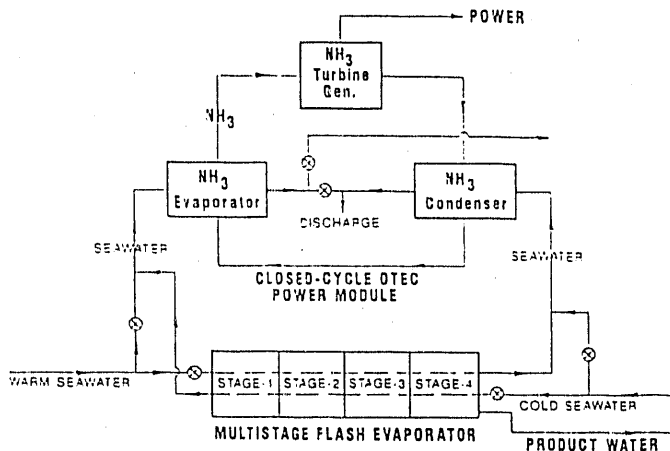 POWER
NH3
Turbine
Gen.
NH3
NH3
Evaporator
NH3
Condenser
DISCHARGE
SEAWATER
SEAWATER
CLOSED-CYCLE OTEC
POWER MODULE
WARM SEAWATER
STAGE-1 STAGE-2 STAGE-3 STAGE-4
COLD SEAWATER
MULTISTAGE FLASH EVAPORATOR
PRODUCT WATER